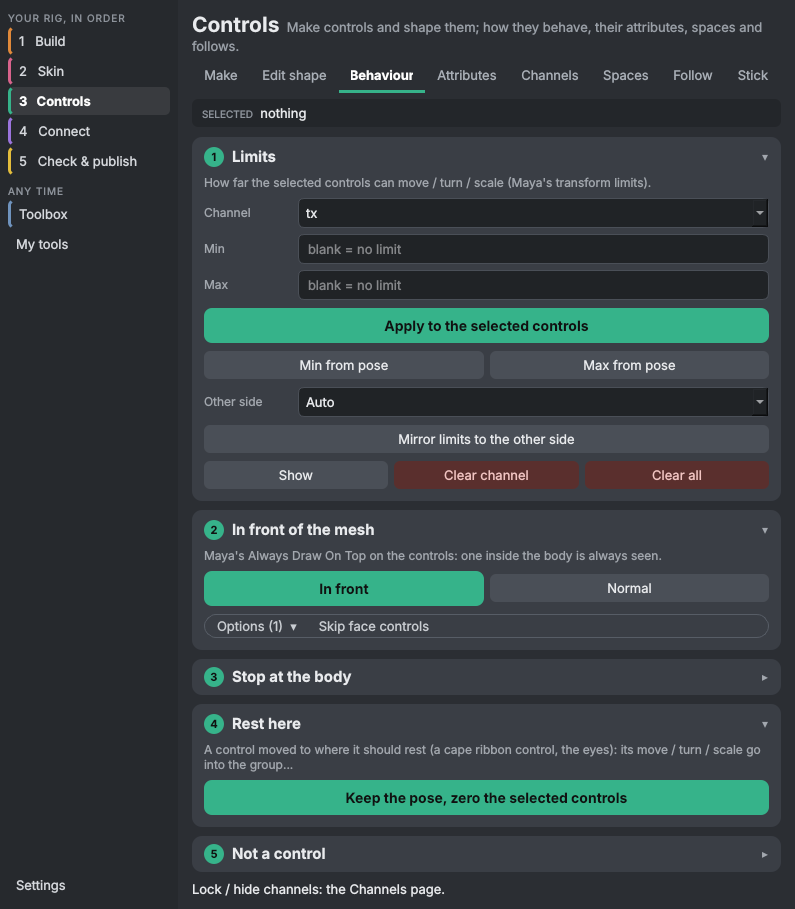 YOUR RIG, IN ORDER
1 Build
2 Skin
3 Controls
4 Connect
5 Check & publish
ANY TIME
Toolbox
My tools
Settings
Controls Make controls and shape them; how they behave, their attributes, spaces and
follows.
Make Edit shape Behaviour Attributes Channels Spaces Follow Stick
SELECTED nothing
1 Limits ▾
How far the selected controls can move / turn / scale (Maya's transform limits).
Channel tx
Min blank = no limit
Max blank = no limit
Apply to the selected controls
Min from pose Max from pose
Other side Auto
Mirror limits to the other side
Show Clear channel Clear all
2 In front of the mesh ▾
Maya's Always Draw On Top on the controls: one inside the body is always seen.
In front Normal
Options (1) ▾ Skip face controls
3 Stop at the body ▸
4 Rest here ▾
A control moved to where it should rest (a cape ribbon control, the eyes): its move / turn / scale go
into the group...
Keep the pose, zero the selected controls
5 Not a control ▸
Lock / hide channels: the Channels page.